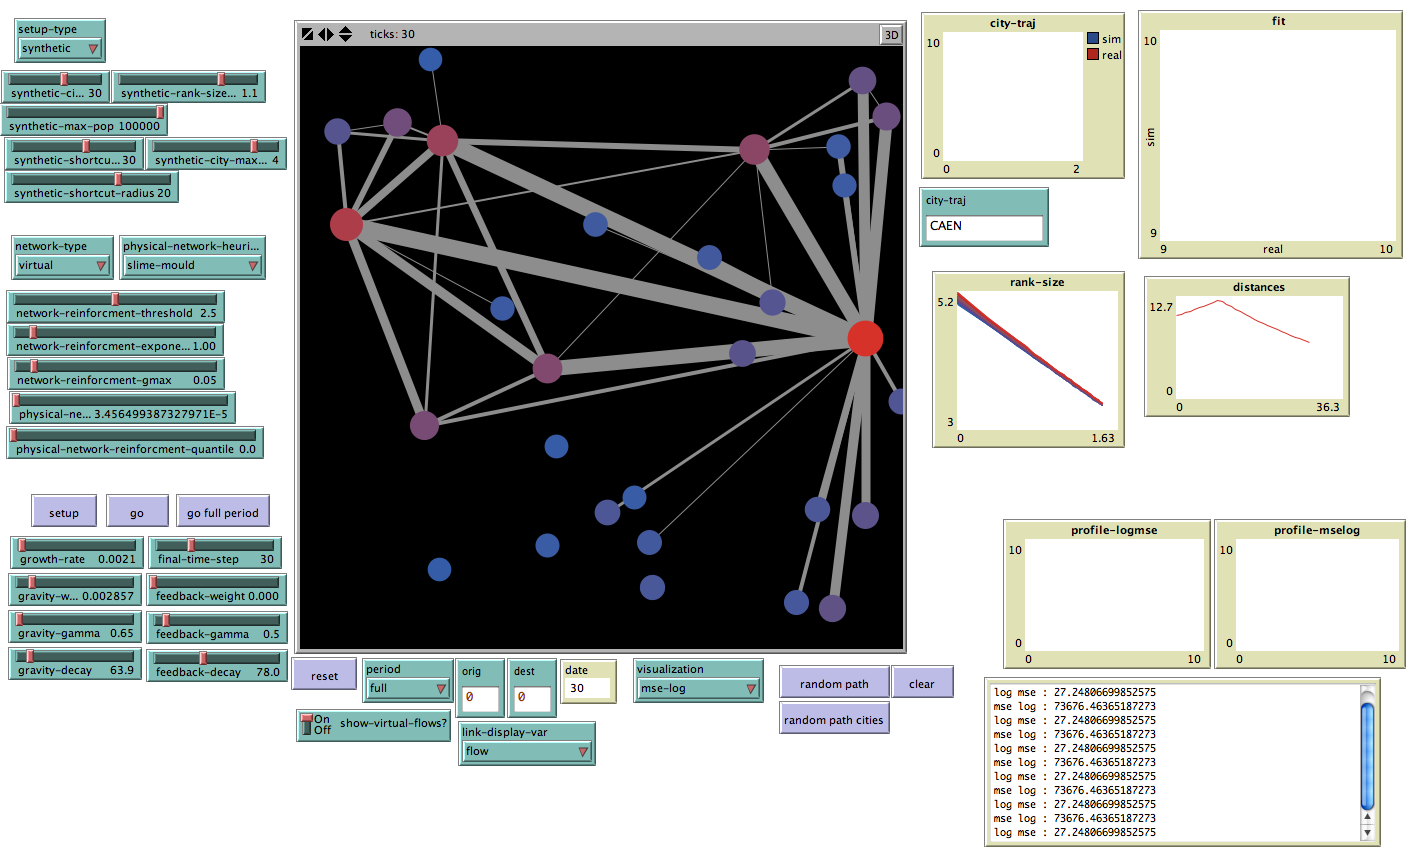 setup-type
synthetic
synthetic-ci... 30
synthetic-rank-size... 1.1
synthetic-max-pop 100000
synthetic-shortcu... 30
synthetic-city-max... 4
synthetic-shortcut-radius 20
network-type
virtual
physical-network-heuri...
slime-mould
network-reinforcment-threshold 2.5
network-reinforcment-expone... 1.00
network-reinforcment-gmax 0.05
physical-ne... 3.456499387327971E-5
physical-network-reinforcment-quantile 0.0
setup
go
go full period
growth-rate 0.0021
final-time-step 30
gravity-w... 0.002857
feedback-weight 0.000
gravity-gamma 0.65
feedback-gamma 0.5
gravity-decay 63.9
feedback-decay 78.0
ticks: 30
3D
reset
period
full
orig
0
dest
0
date
30
visualization
mse-log
random path
clear
random path cities
On
Off
show-virtual-flows?
link-display-var
flow
city-traj
10
0
0
2
sim
real
city-traj
CAEN
fit
10
sim
9
9
real
10
rank-size
5.2
3
0
1.63
distances
12.7
0
0
36.3
profile-logmse
10
0
0
10
profile-mselog
10
0
0
10
log mse : 27.24806699852575
mse log : 73676.46365187273
log mse : 27.24806699852575
mse log : 73676.46365187273
log mse : 27.24806699852575
mse log : 73676.46365187273
log mse : 27.24806699852575
mse log : 73676.46365187273
log mse : 27.24806699852575
mse log : 73676.46365187273
log mse : 27.24806699852575